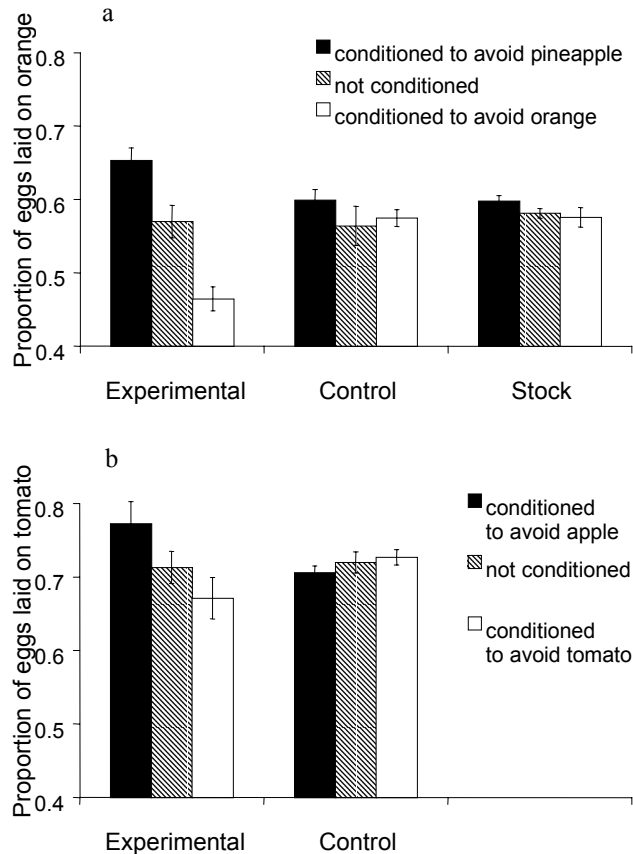 a
Proportion of eggs laid on orange
0.8
0.7
0.6
0.5
0.4
conditioned to avoid pineapple
not conditioned
conditioned to avoid orange
Experimental
Control
Stock
b
Proportion of eggs laid on tomato
0.8
0.7
0.6
0.5
0.4
conditioned
to avoid apple
not conditioned
conditioned
to avoid tomato
Experimental
Control